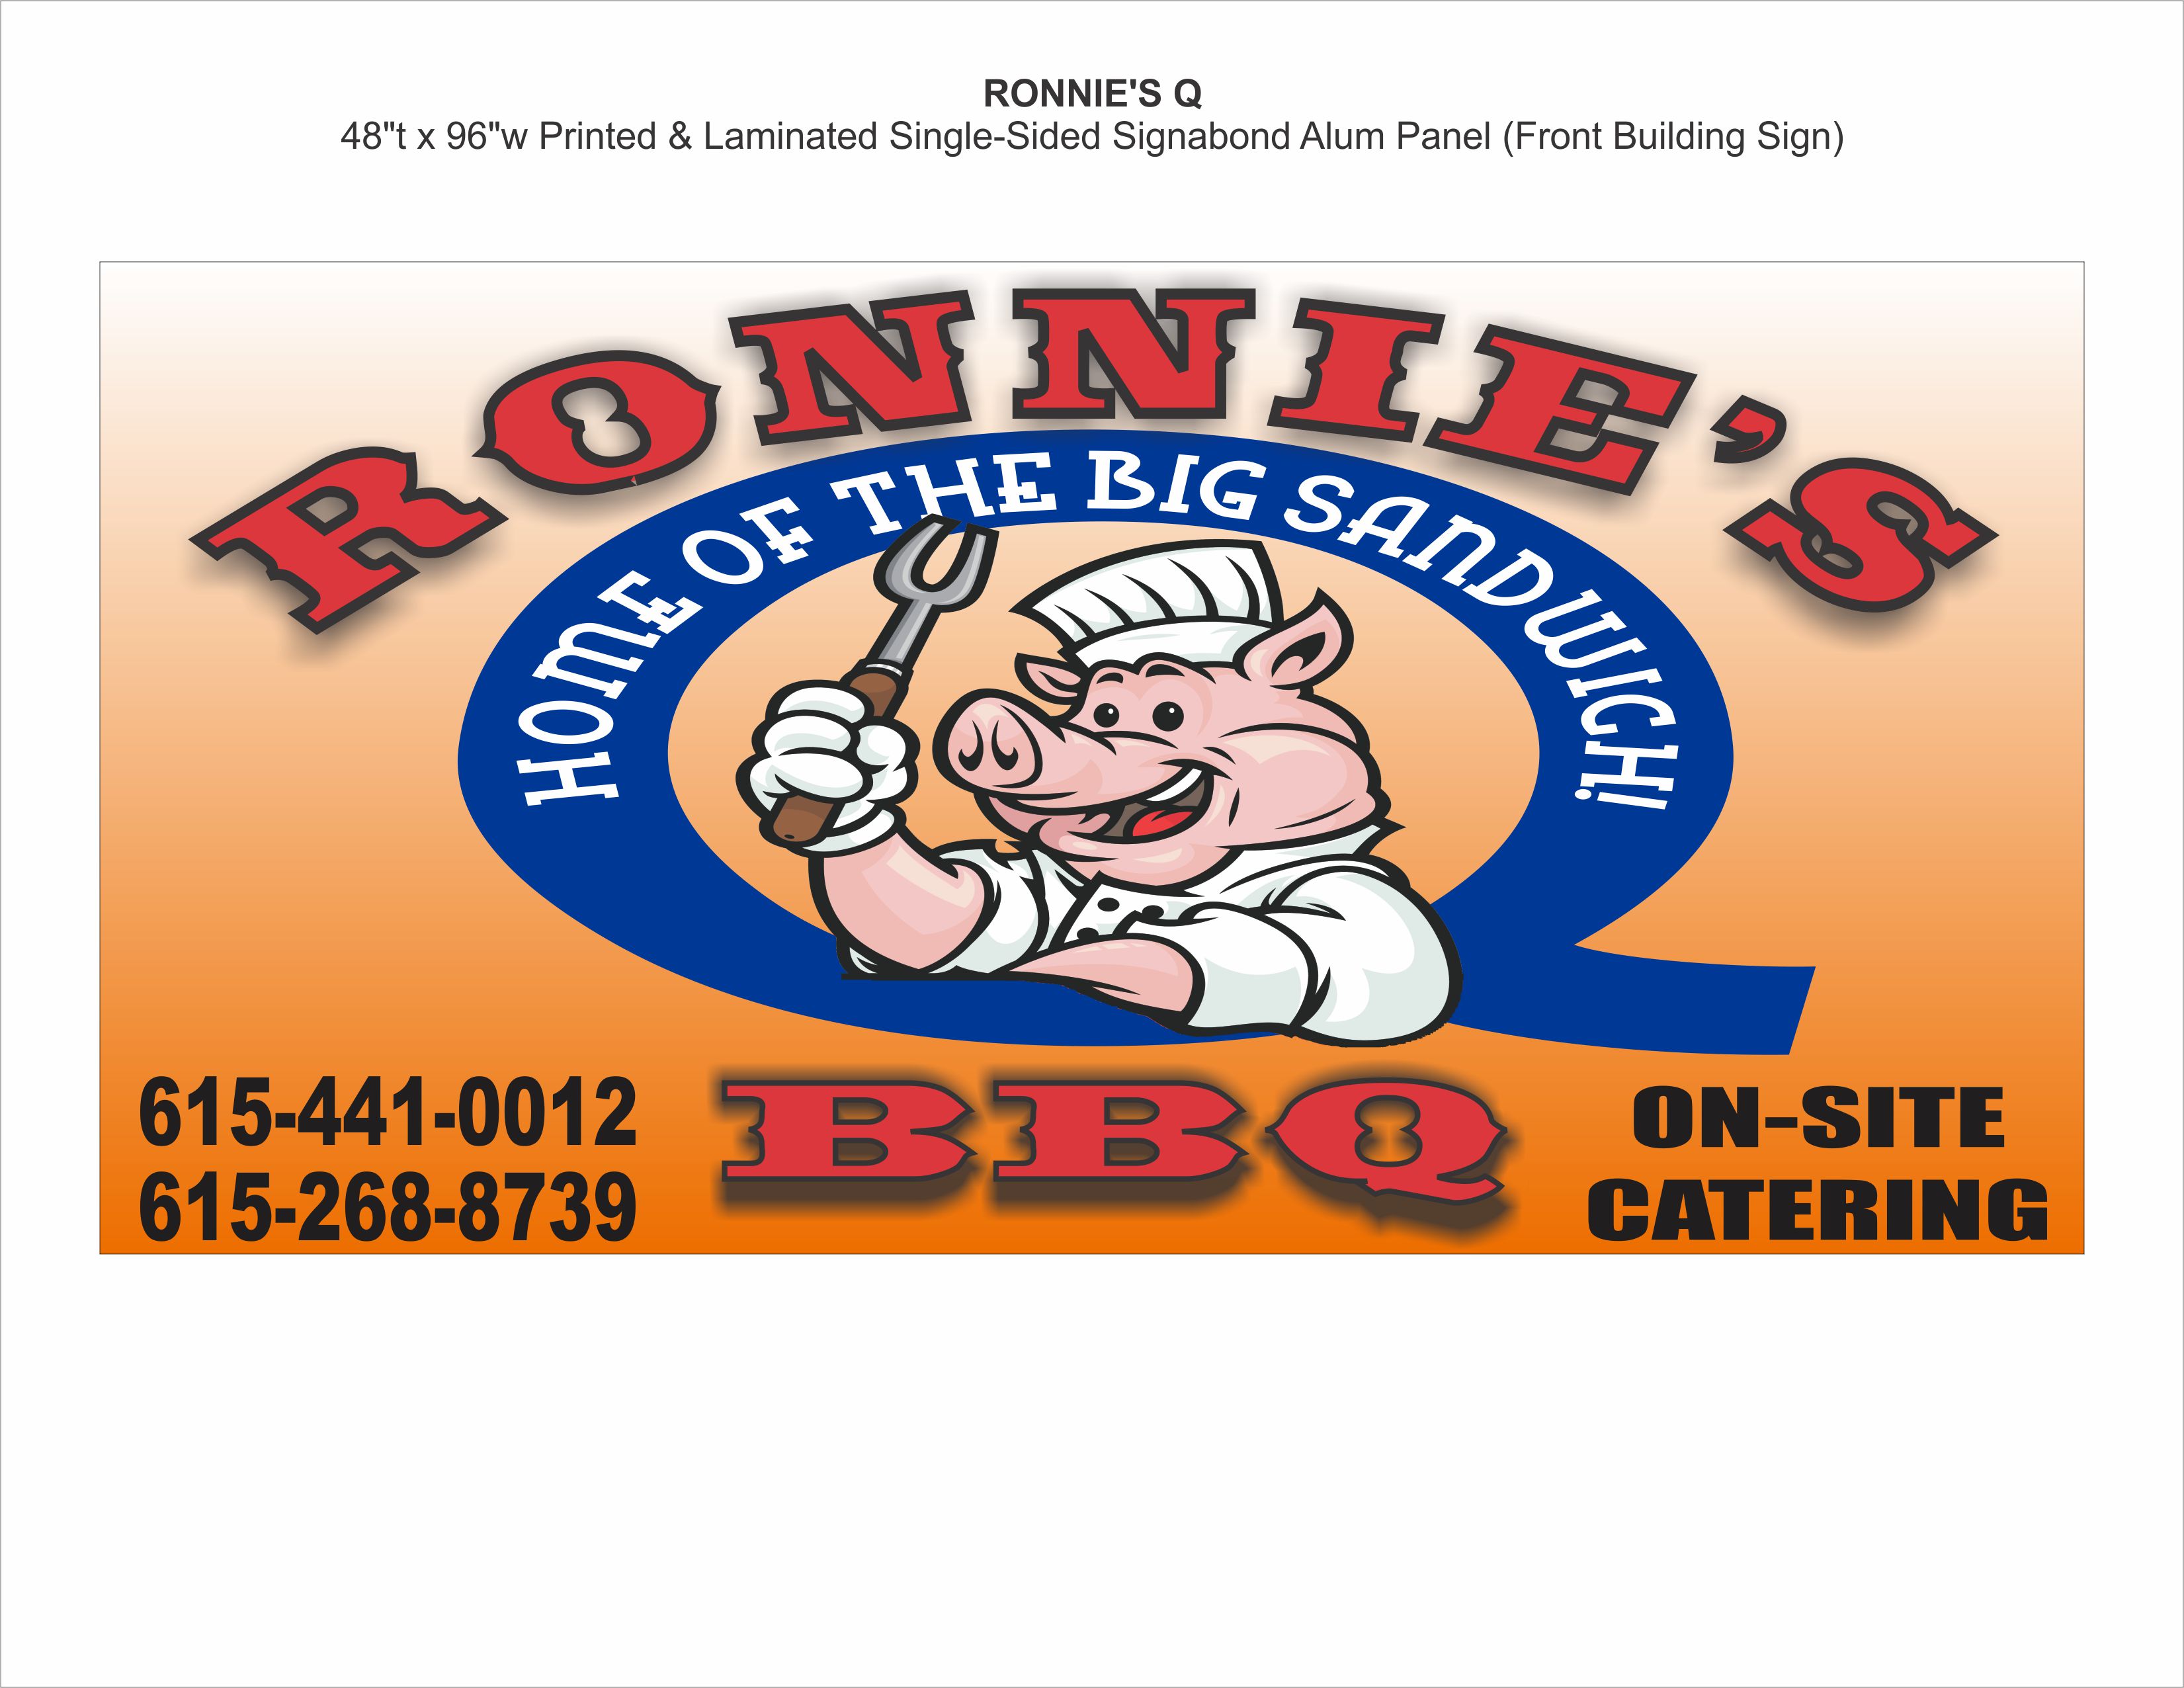 RONNIE'S Q
48"t x 96"w Printed & Laminated Single-Sided Signabond Alum Panel (Front Building Sign)
RONNIE'S
HOME OF THE BIG SANDWICH!
BBQ
615-441-0012
615-268-8739
ON-SITE
CATERING